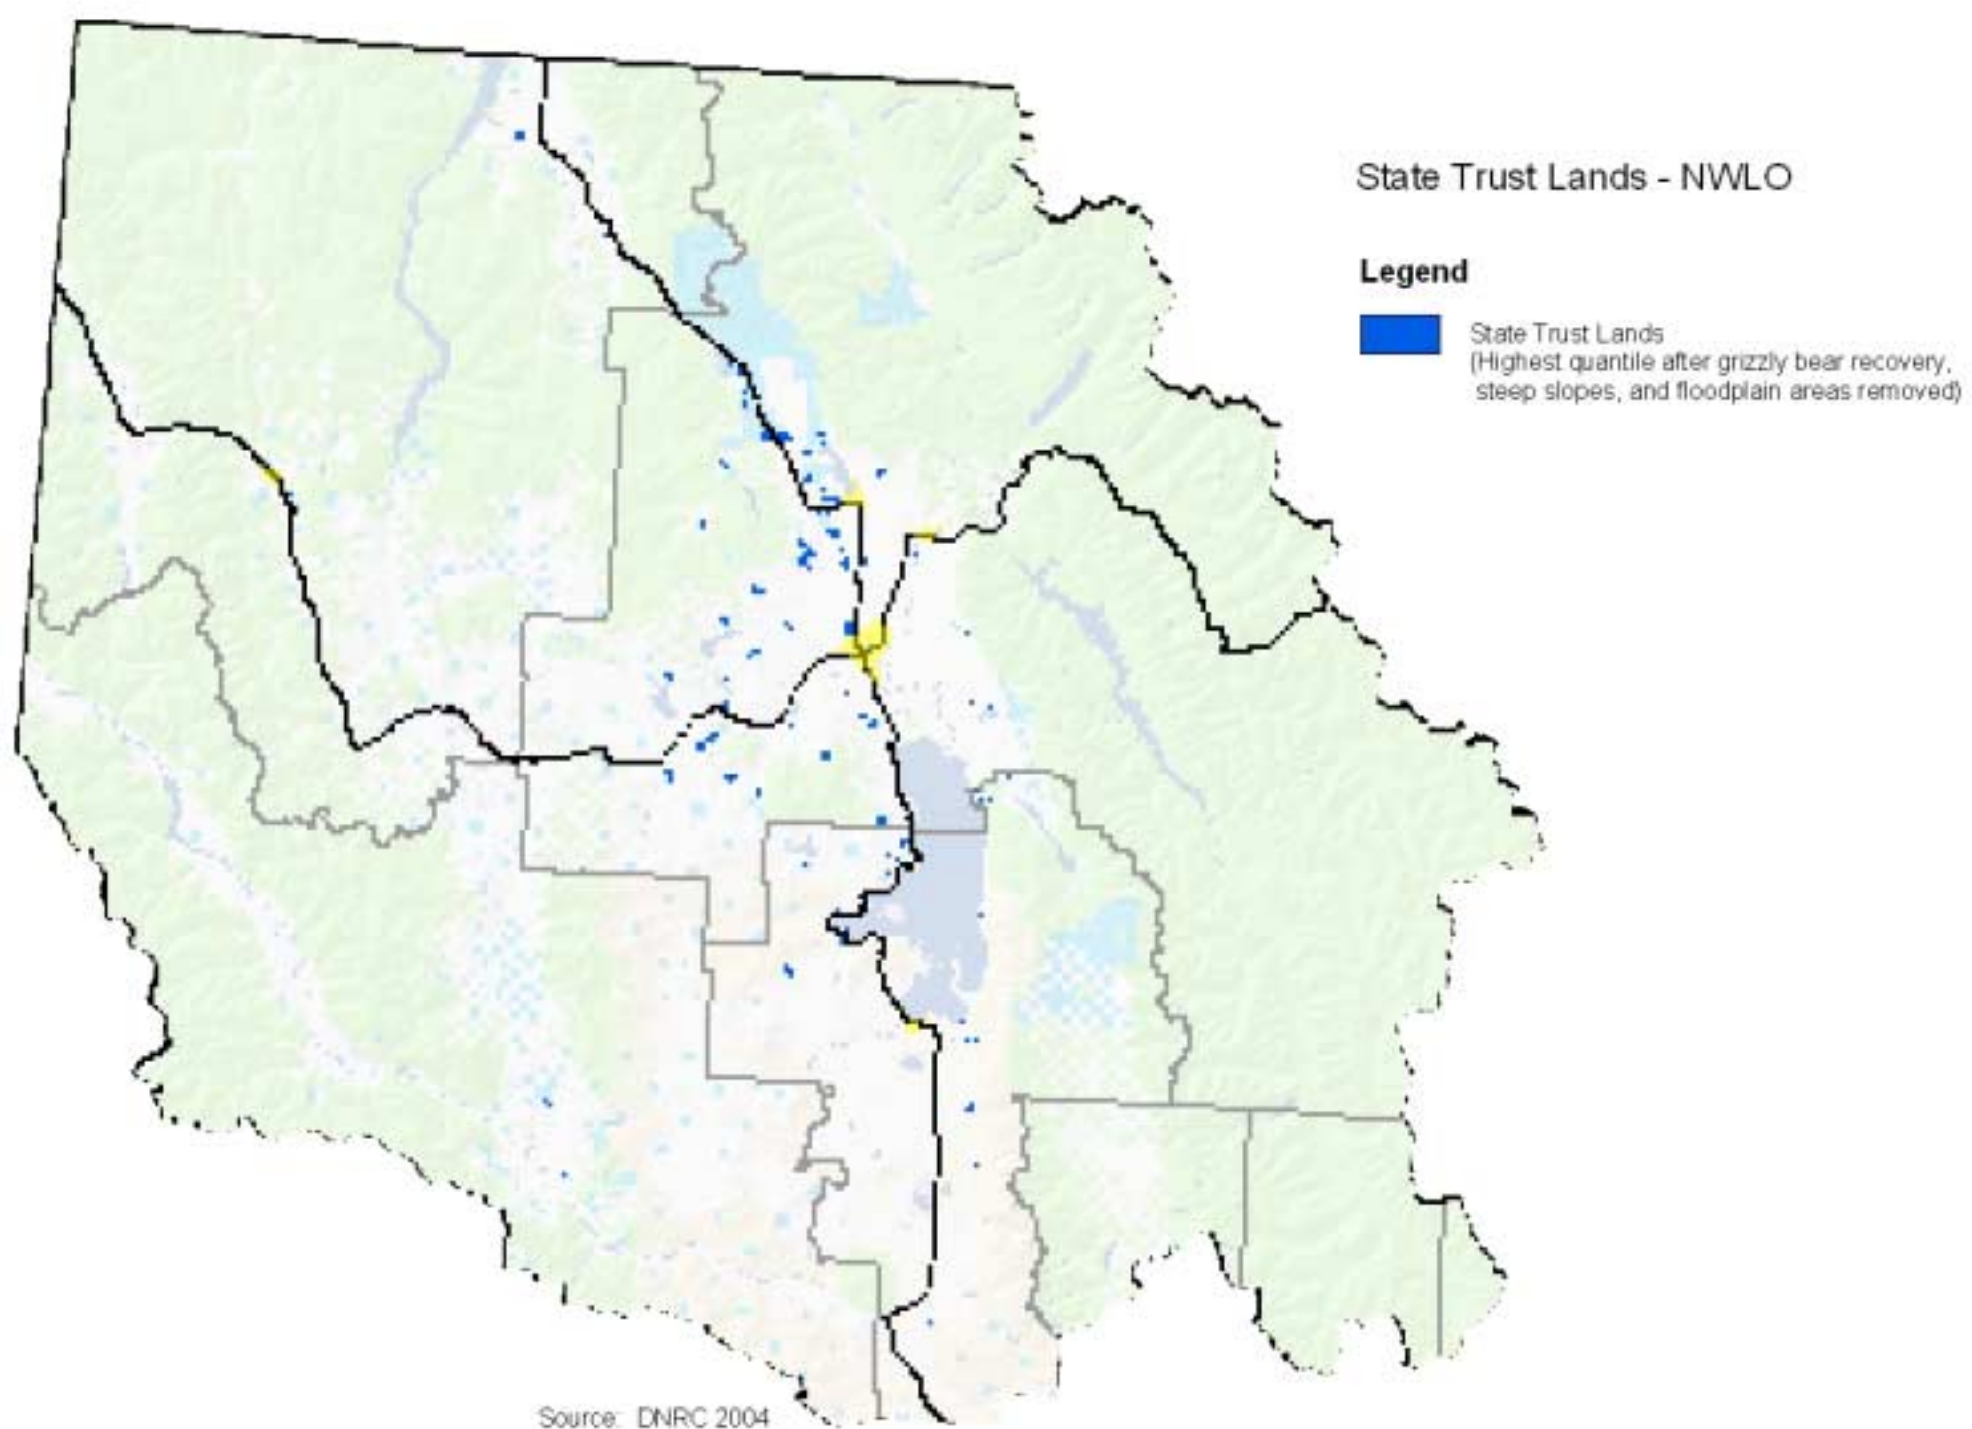 State Trust Lands - NWLO
Legend
State Trust Lands
(Highest quantile after grizzly bear recovery,
steep slopes, and floodplain areas removed)
Source: DNRC 2004